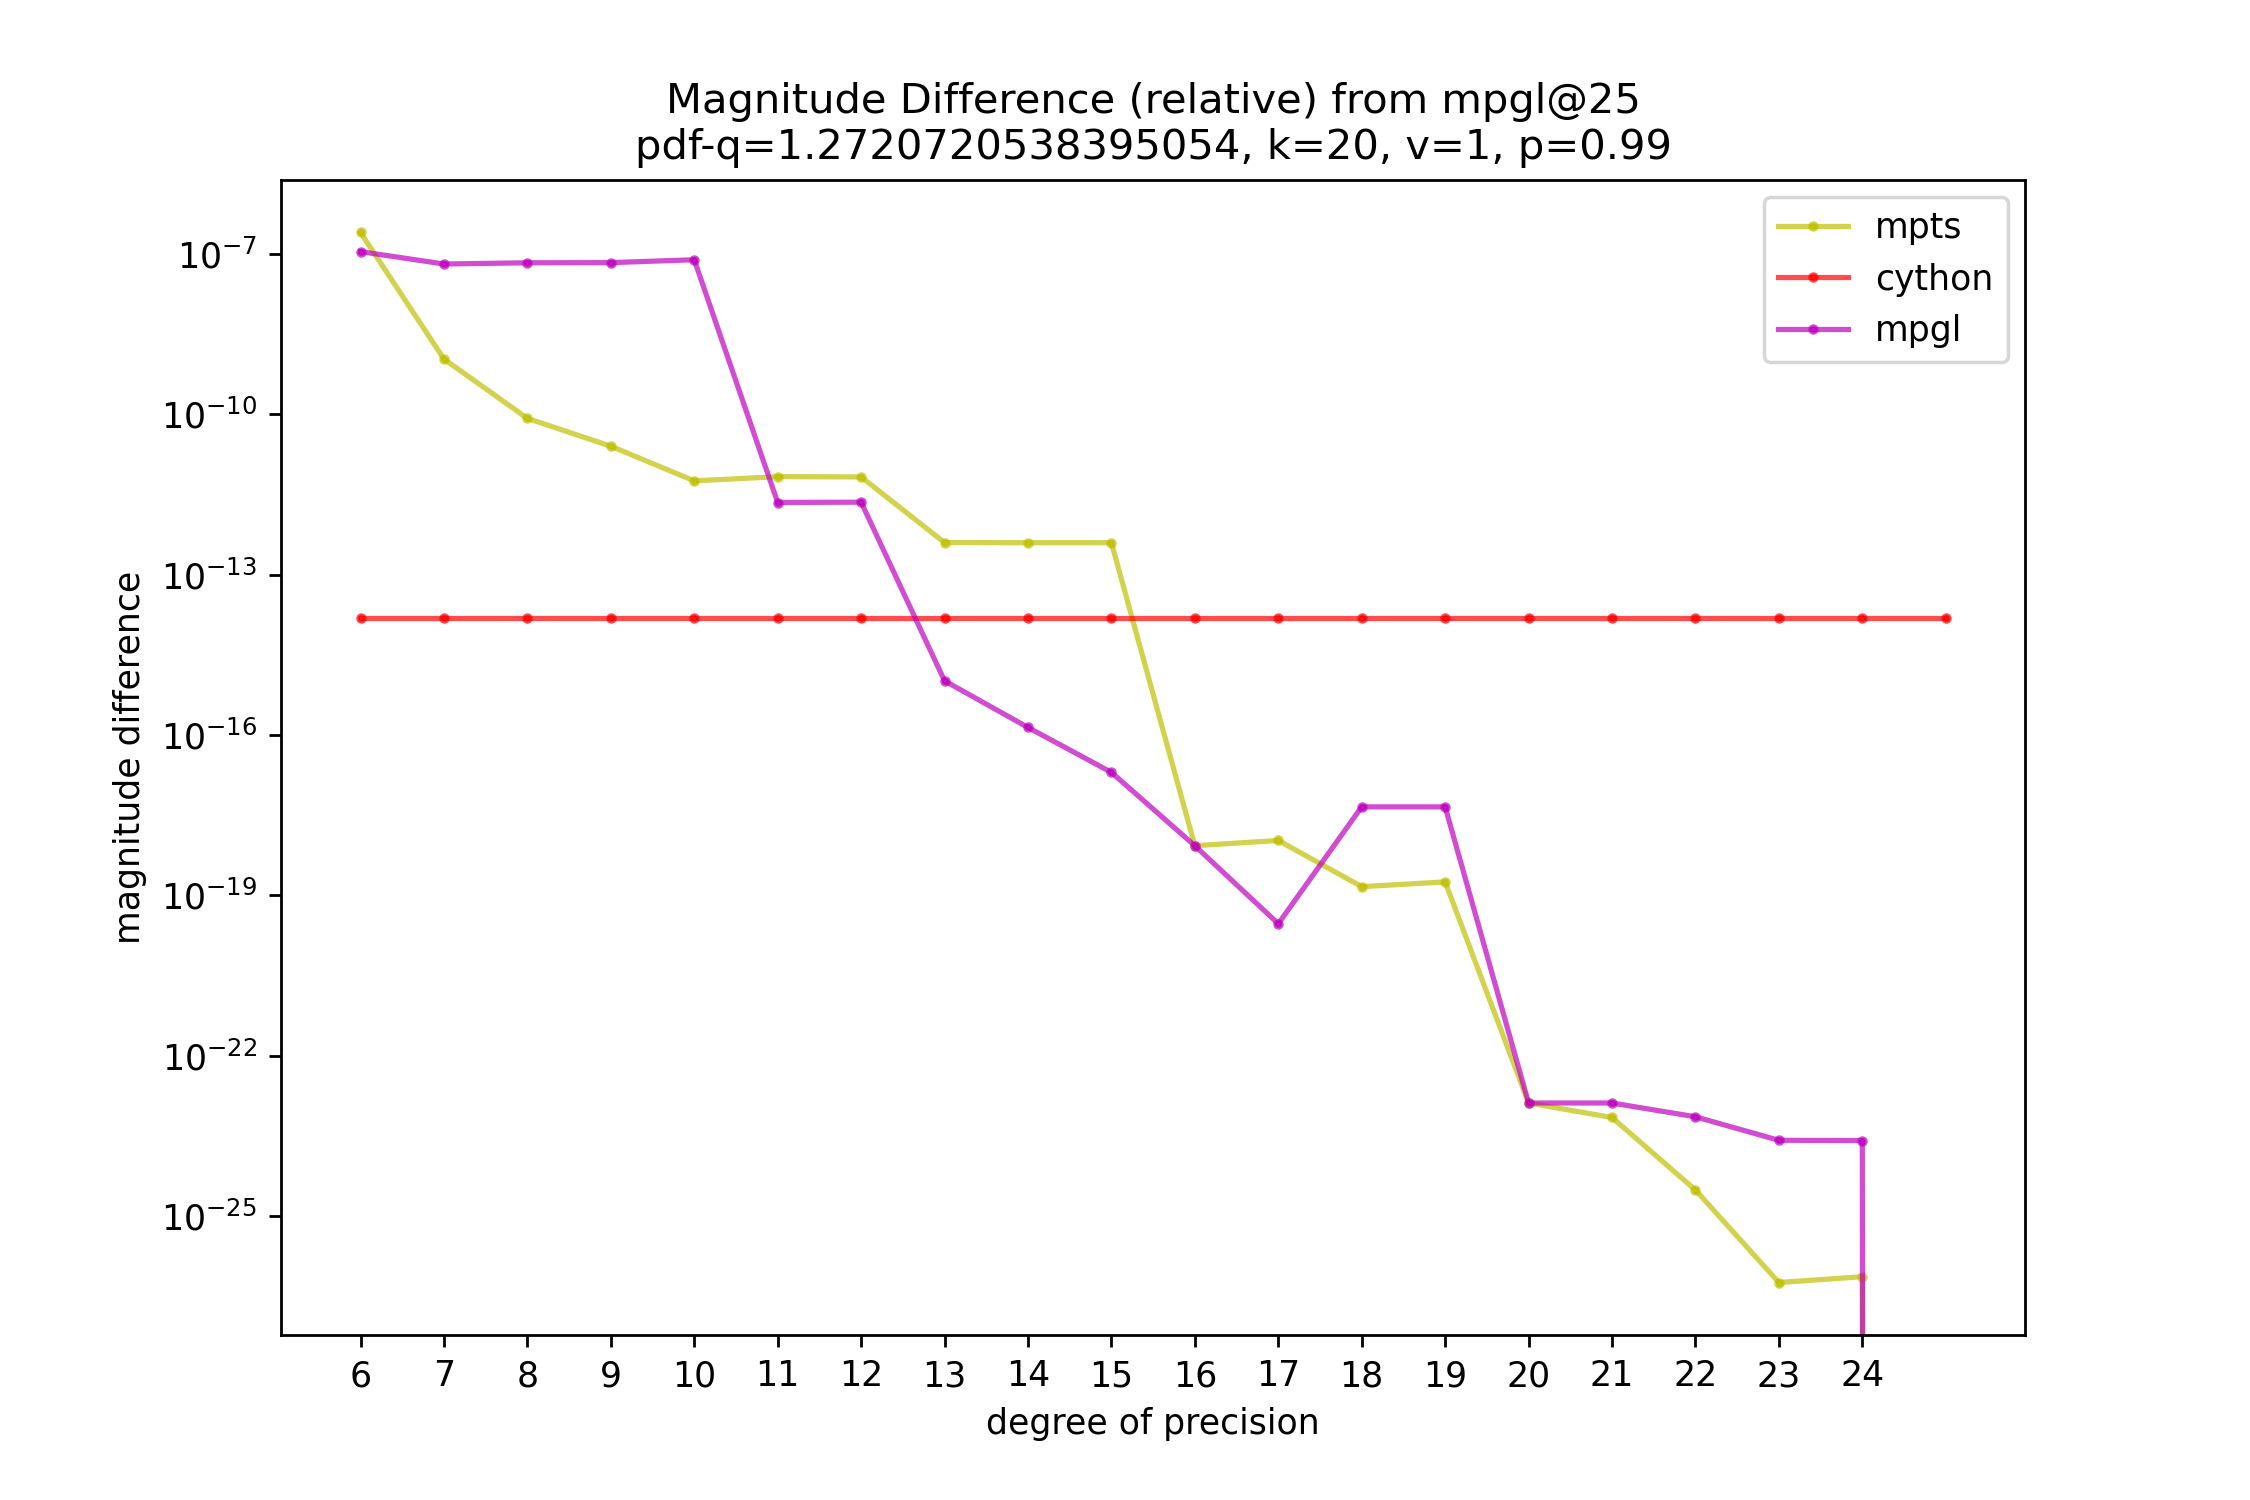 Magnitude Difference (relative) from mpgl@25
pdf-q=1.2720720538395054, k=20, v=1, p=0.99
mpts
cython
mpgl
magnitude difference
10⁻⁷
10⁻¹⁰
10⁻¹³
10⁻¹⁶
10⁻¹⁹
10⁻²²
10⁻²⁵
6 7 8 9 10 11 12 13 14 15 16 17 18 19 20 21 22 23 24
degree of precision